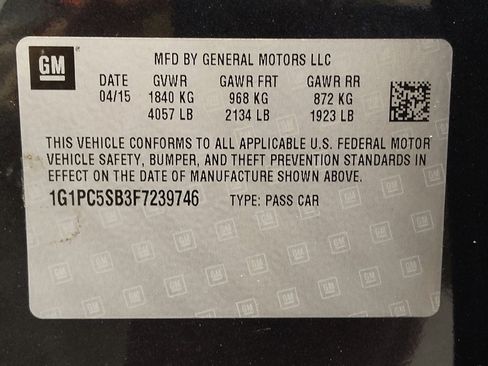 GM
MFD BY GENERAL MOTORS LLC
DATE GVWR GAWR FRT GAWR RR
04/15 1840 KG 968 KG 872 KG
4057 LB 2134 LB 1923 LB
THIS VEHICLE CONFORMS TO ALL APPLICABLE U.S. FEDERAL MOTOR
VEHICLE SAFETY, BUMPER, AND THEFT PREVENTION STANDARDS IN
EFFECT ON THE DATE OF MANUFACTURE SHOWN ABOVE.
1G1PC5SB3F7239746 TYPE: PASS CAR